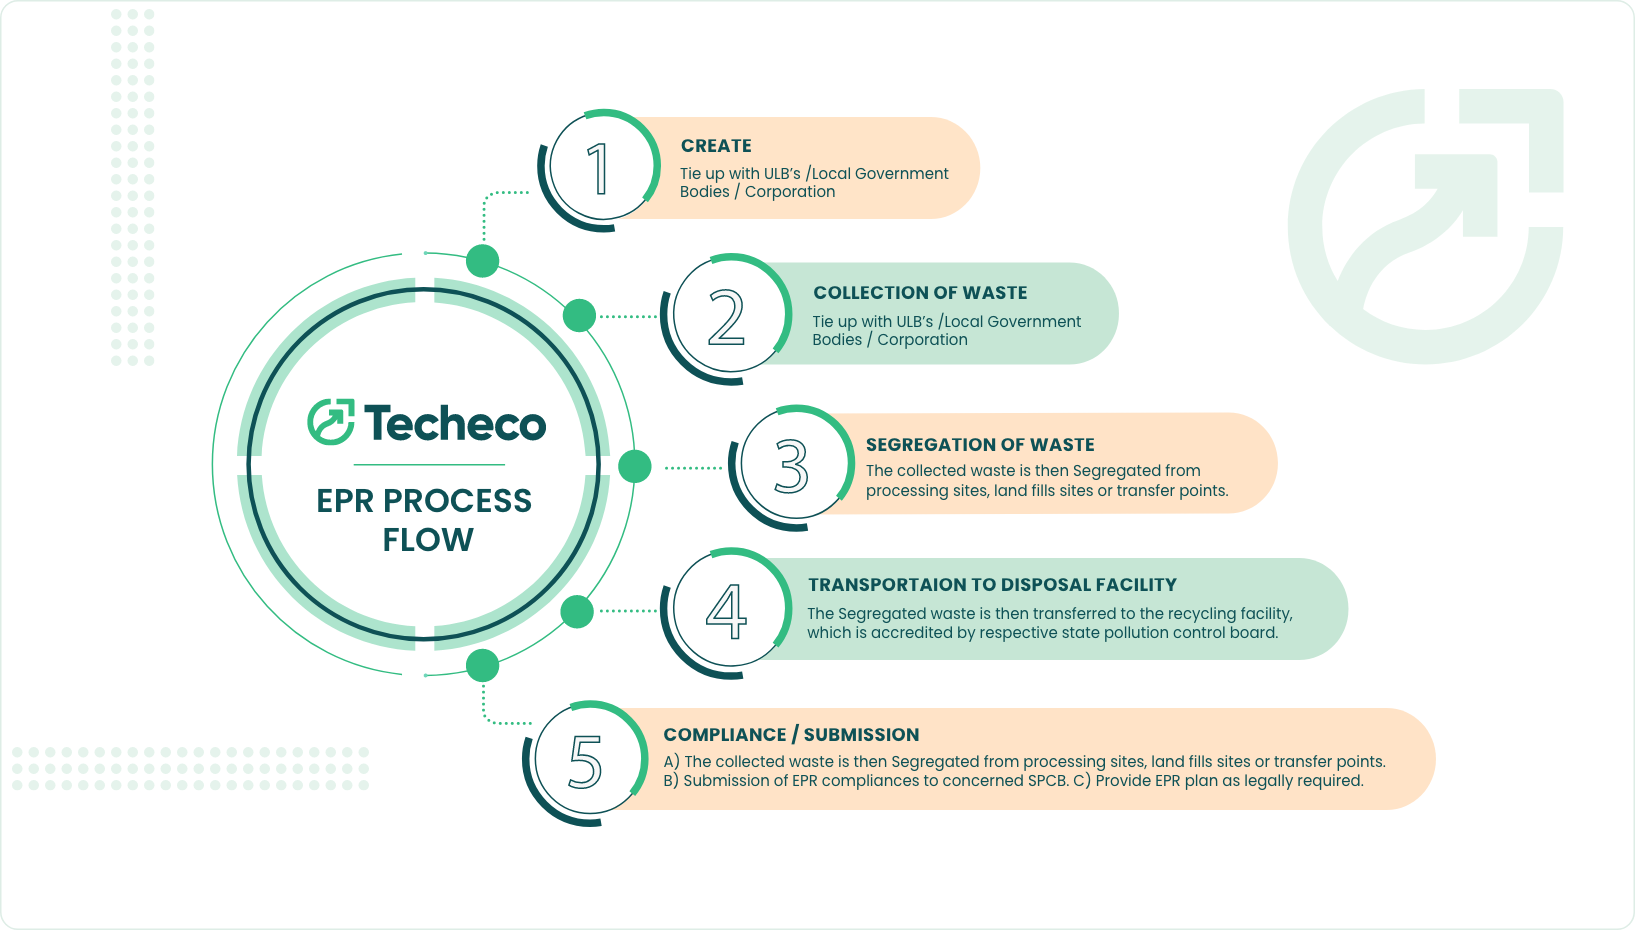 Techeco
EPR PROCESS
FLOW
1
CREATE
Tie up with ULB’s /Local Government
Bodies / Corporation
2
COLLECTION OF WASTE
Tie up with ULB’s /Local Government
Bodies / Corporation
3
SEGREGATION OF WASTE
The collected waste is then Segregated from
processing sites, land fills sites or transfer points.
4
TRANSPORTAION TO DISPOSAL FACILITY
The Segregated waste is then transferred to the recycling facility,
which is accredited by respective state pollution control board.
5
COMPLIANCE / SUBMISSION
A) The collected waste is then Segregated from processing sites, land fills sites or transfer points.
B) Submission of EPR compliances to concerned SPCB. C) Provide EPR plan as legally required.